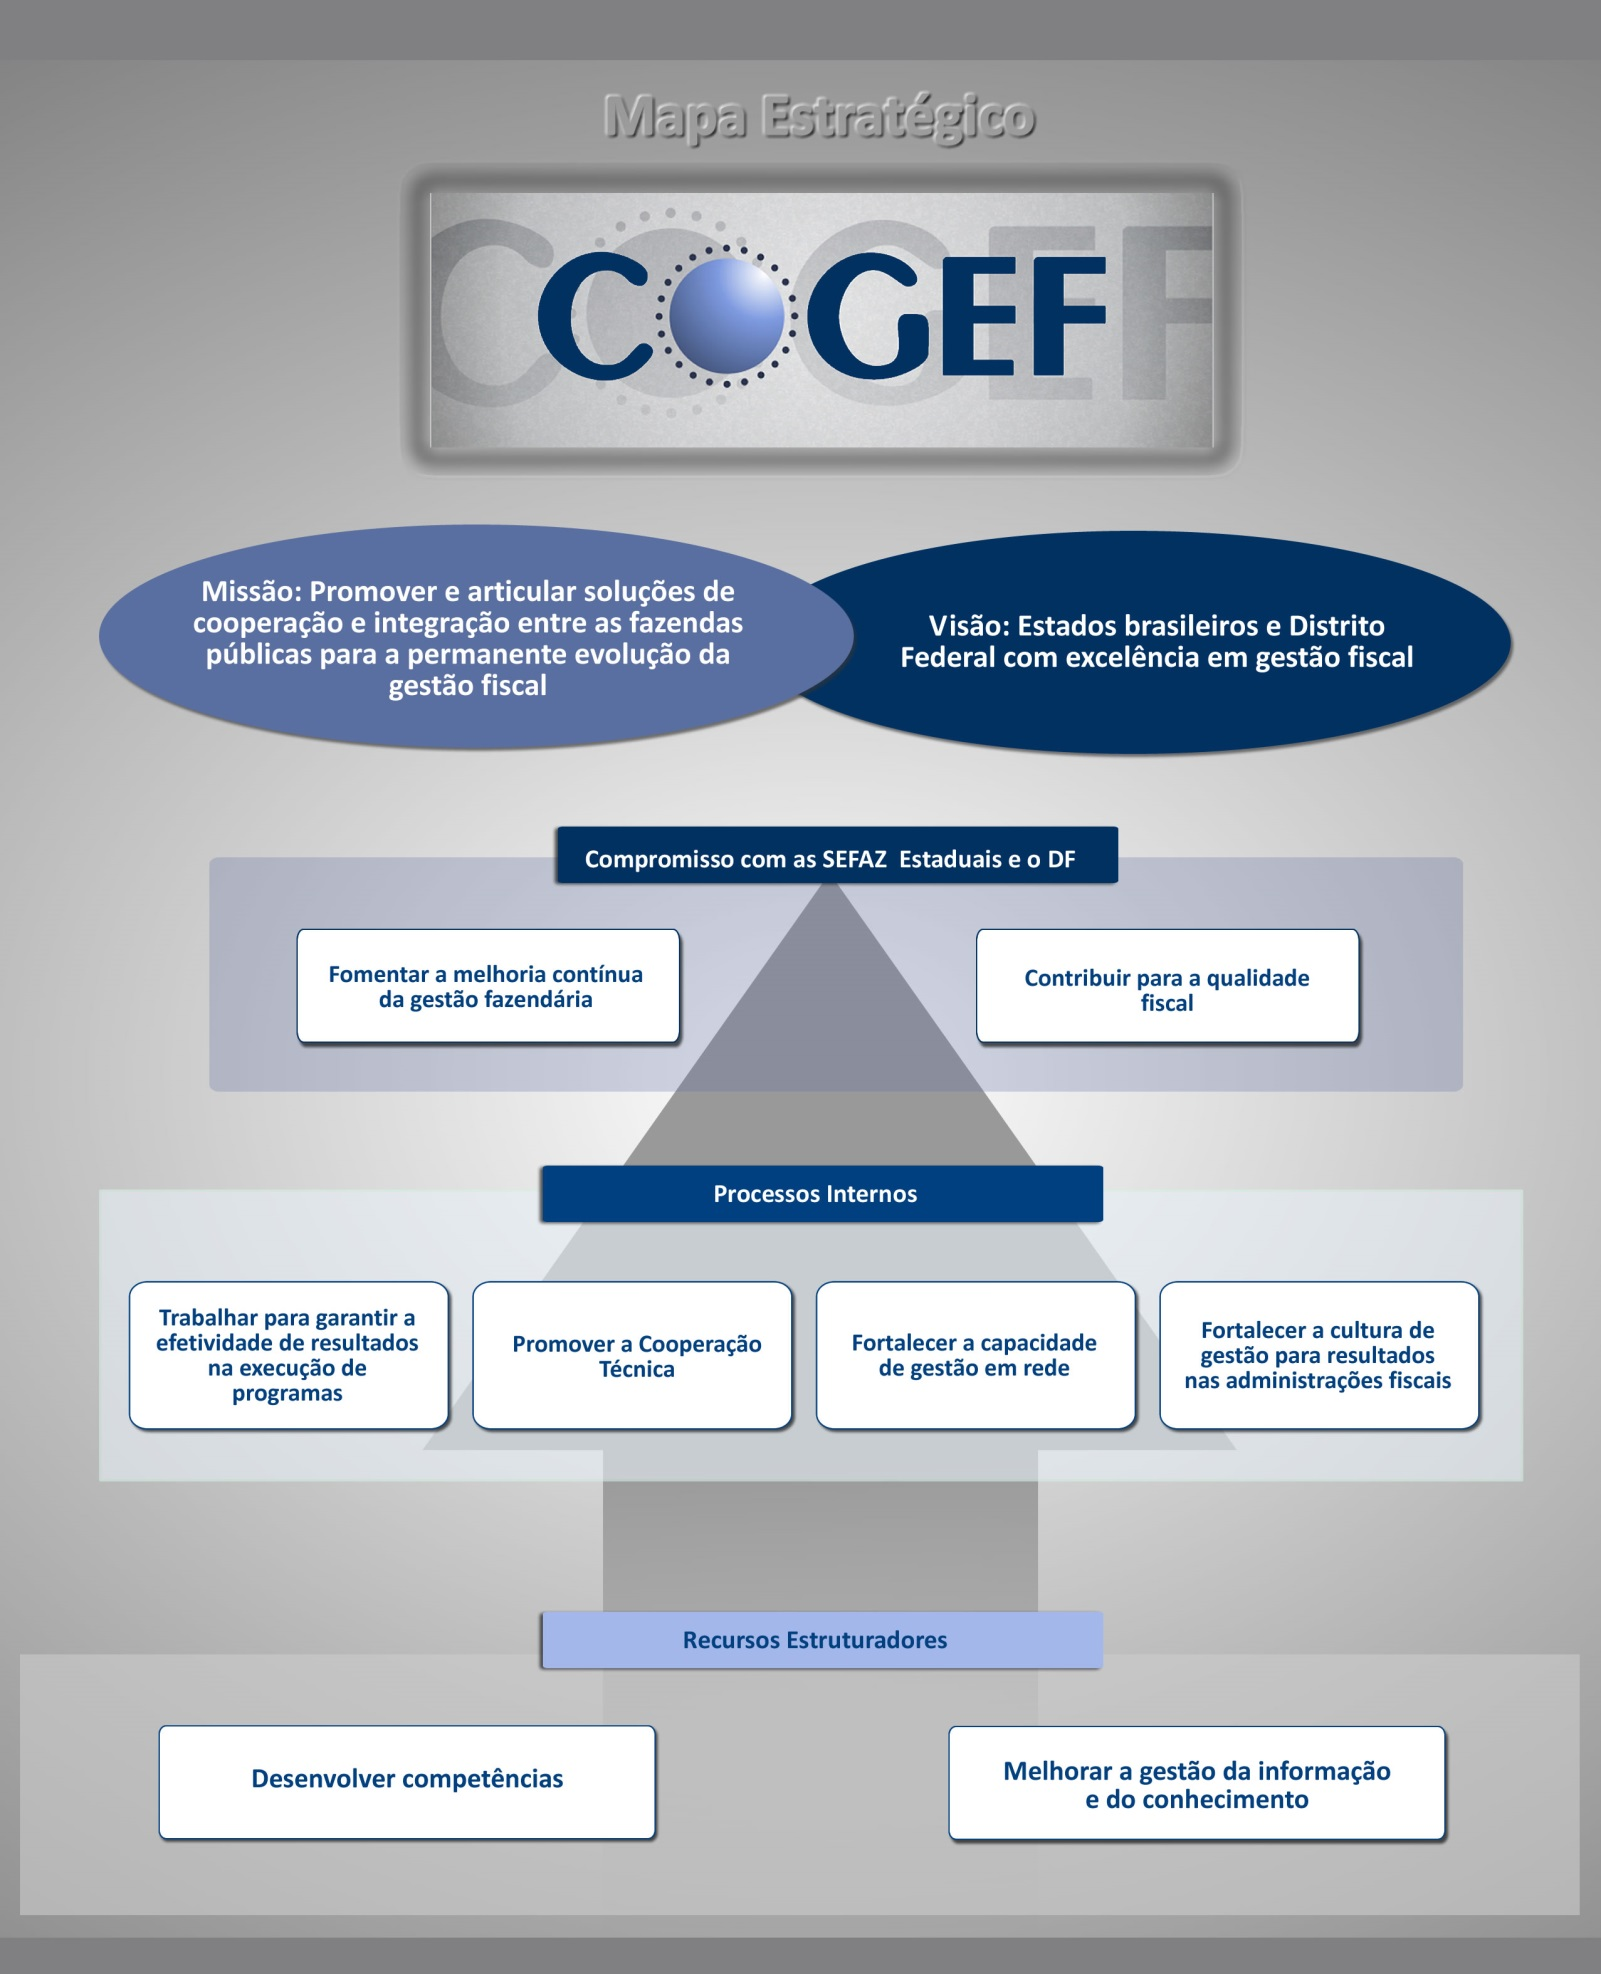 Mapa Estratégico
COGEF
Missão: Promover e articular soluções de
cooperação e integração entre as fazendas
públicas para a permanente evolução da
gestão fiscal
Visão: Estados brasileiros e Distrito
Federal com excelência em gestão fiscal
Compromisso com as SEFAZ  Estaduais e o DF
Fomentar a melhoria contínua
da gestão fazendária
Contribuir para a qualidade
fiscal
Processos Internos
Trabalhar para garantir a
efetividade de resultados
na execução de
programas
Promover a Cooperação
Técnica
Fortalecer a capacidade
de gestão em rede
Fortalecer a cultura de
gestão para resultados
nas administrações fiscais
Recursos Estruturadores
Desenvolver competências
Melhorar a gestão da informação
e do conhecimento